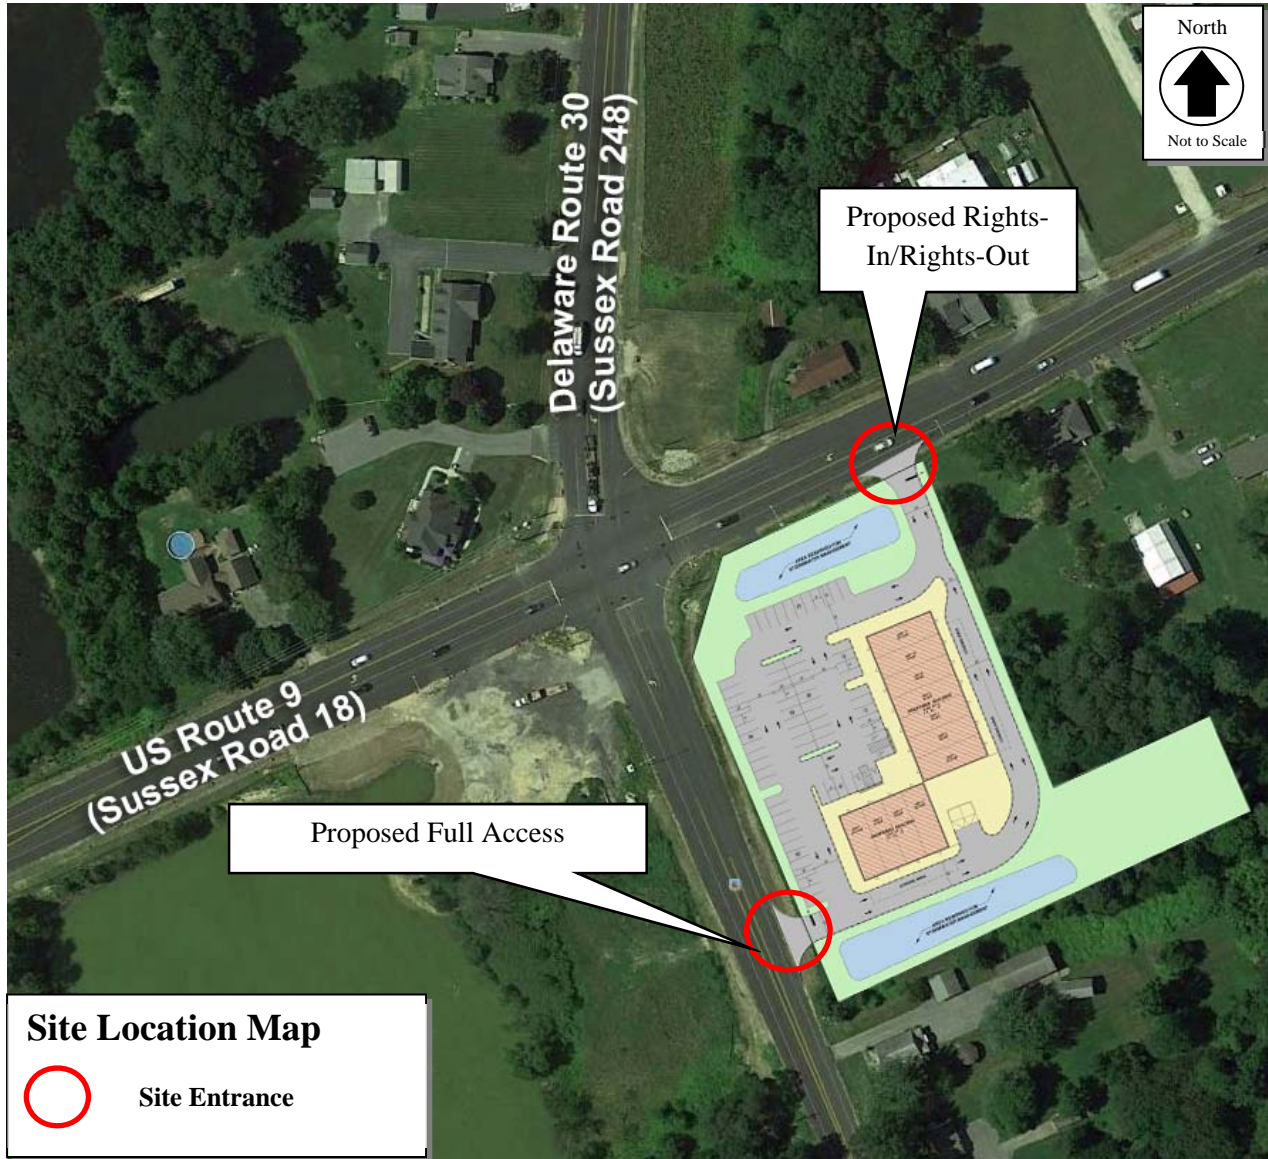 North
Not to Scale
Proposed Rights-
In/Rights-Out
Delaware Route 30
(Sussex Road 248)
US Route 9
(Sussex Road 18)
Proposed Full Access
Site Location Map
Site Entrance